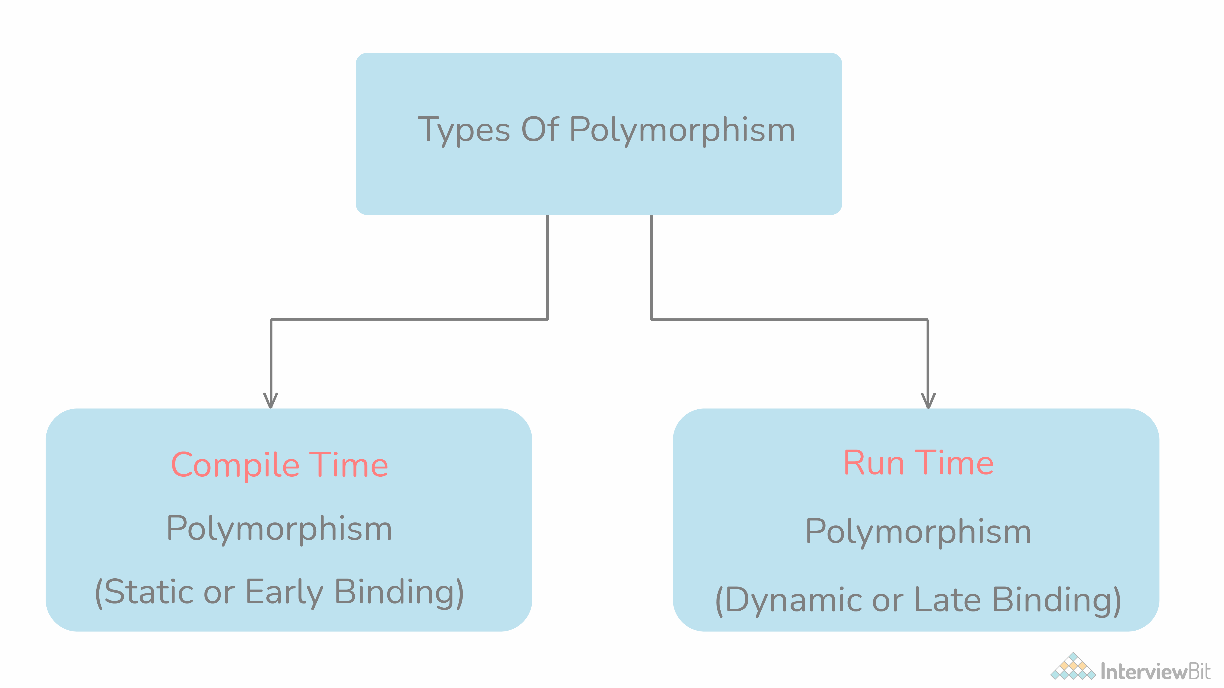 Types Of Polymorphism
Compile Time
Polymorphism
(Static or Early Binding)
Run Time
Polymorphism
(Dynamic or Late Binding)
InterviewBit